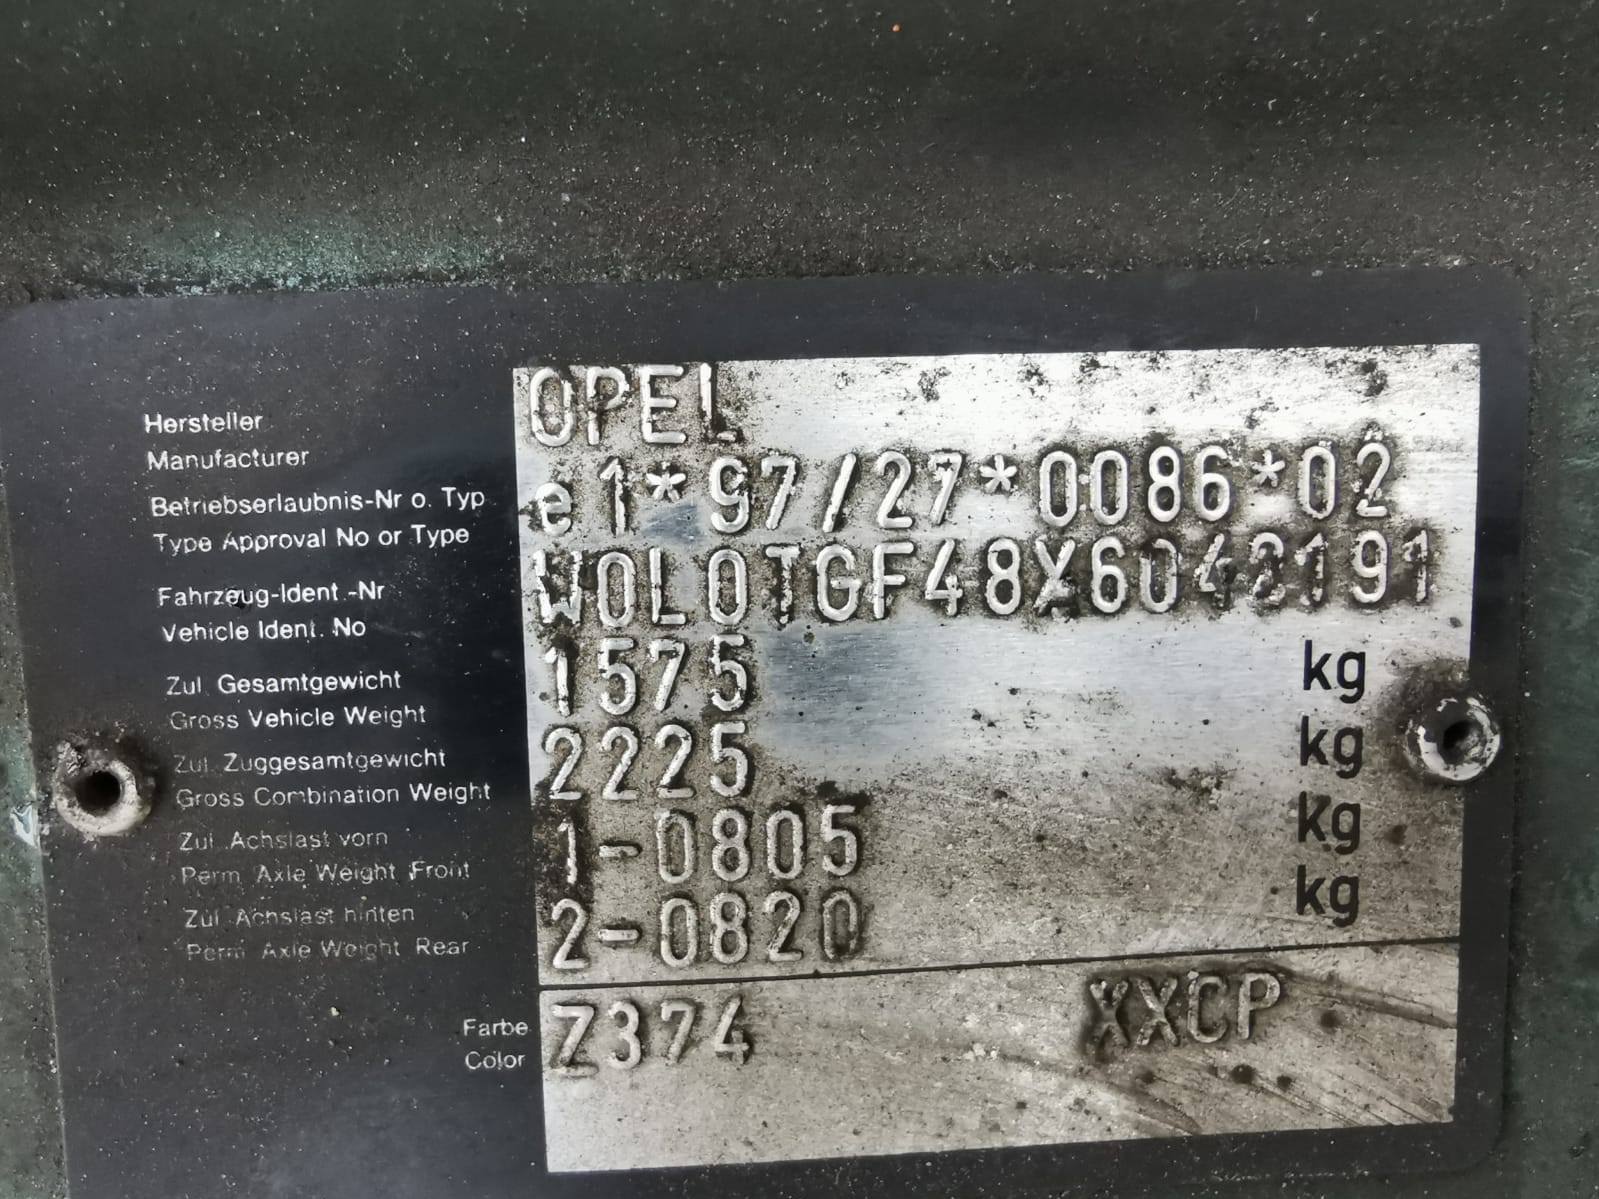 Hersteller
Manufacturer
OPEL
Betriebserlaubnis-Nr o. Typ
Type Approval No or Type
e1*97/27*0086*02
Fahrzeug-Ident.-Nr
Vehicle Ident. No
W0L0TGF48X6042191
Zul. Gesamtgewicht
Gross Vehicle Weight
1575 kg
Zul. Zuggesamtgewicht
Gross Combination Weight
2225 kg
Zul. Achslast vorn
Perm. Axle Weight Front
1-0805 kg
Zul. Achslast hinten
Perm. Axle Weight Rear
2-0820 kg
Farbe
Color
Z374 XXCP